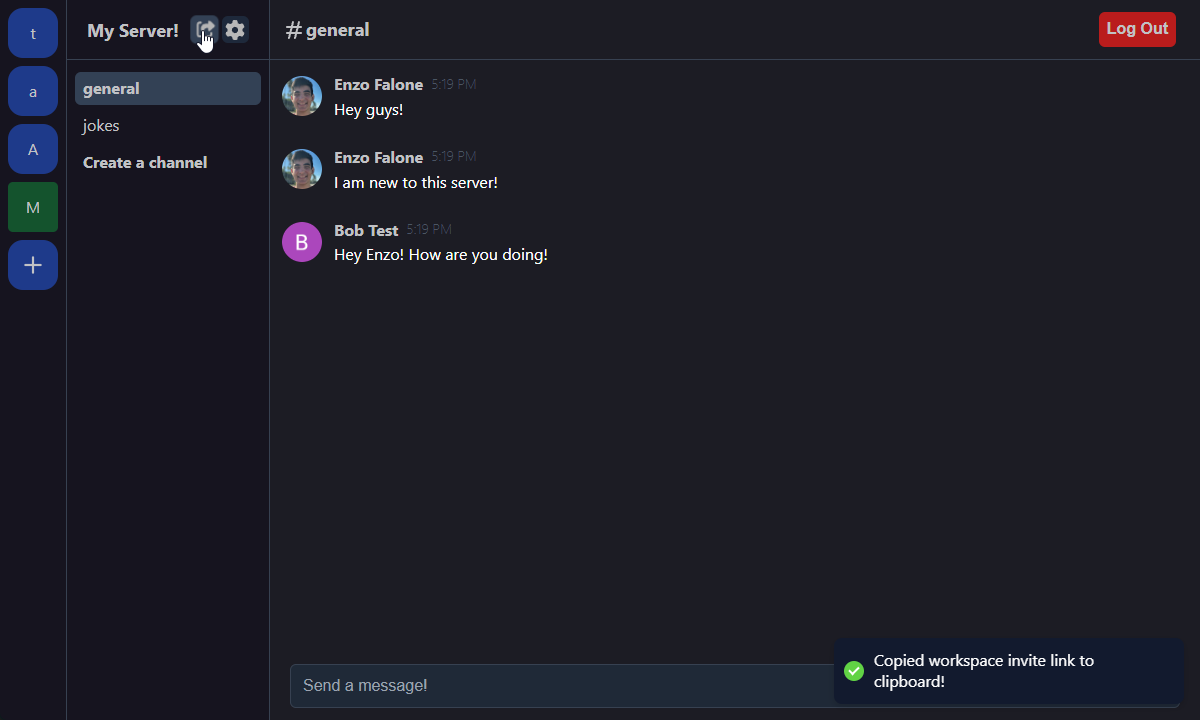 t
a
A
M
My Server!
general
jokes
Create a channel
# general
Log Out
Enzo Falone 5:19 PM
Hey guys!
Enzo Falone 5:19 PM
I am new to this server!
B
Bob Test 5:19 PM
Hey Enzo! How are you doing!
Send a message!
Copied workspace invite link to
clipboard!